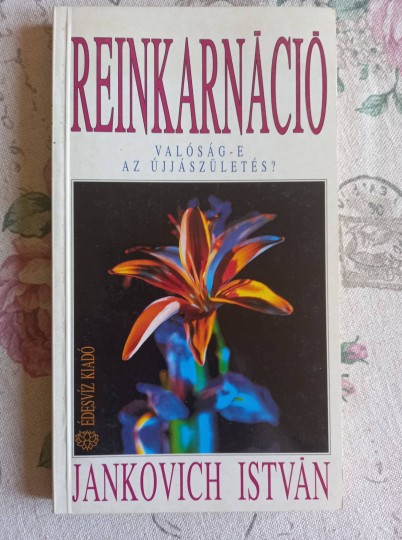 REINKARNÁCIÓ
VALÓSÁG-E
AZ ÚJJÁSZÜLETÉS?
ÉDESVÍZ KIADÓ
JANKOVICH ISTVÁN